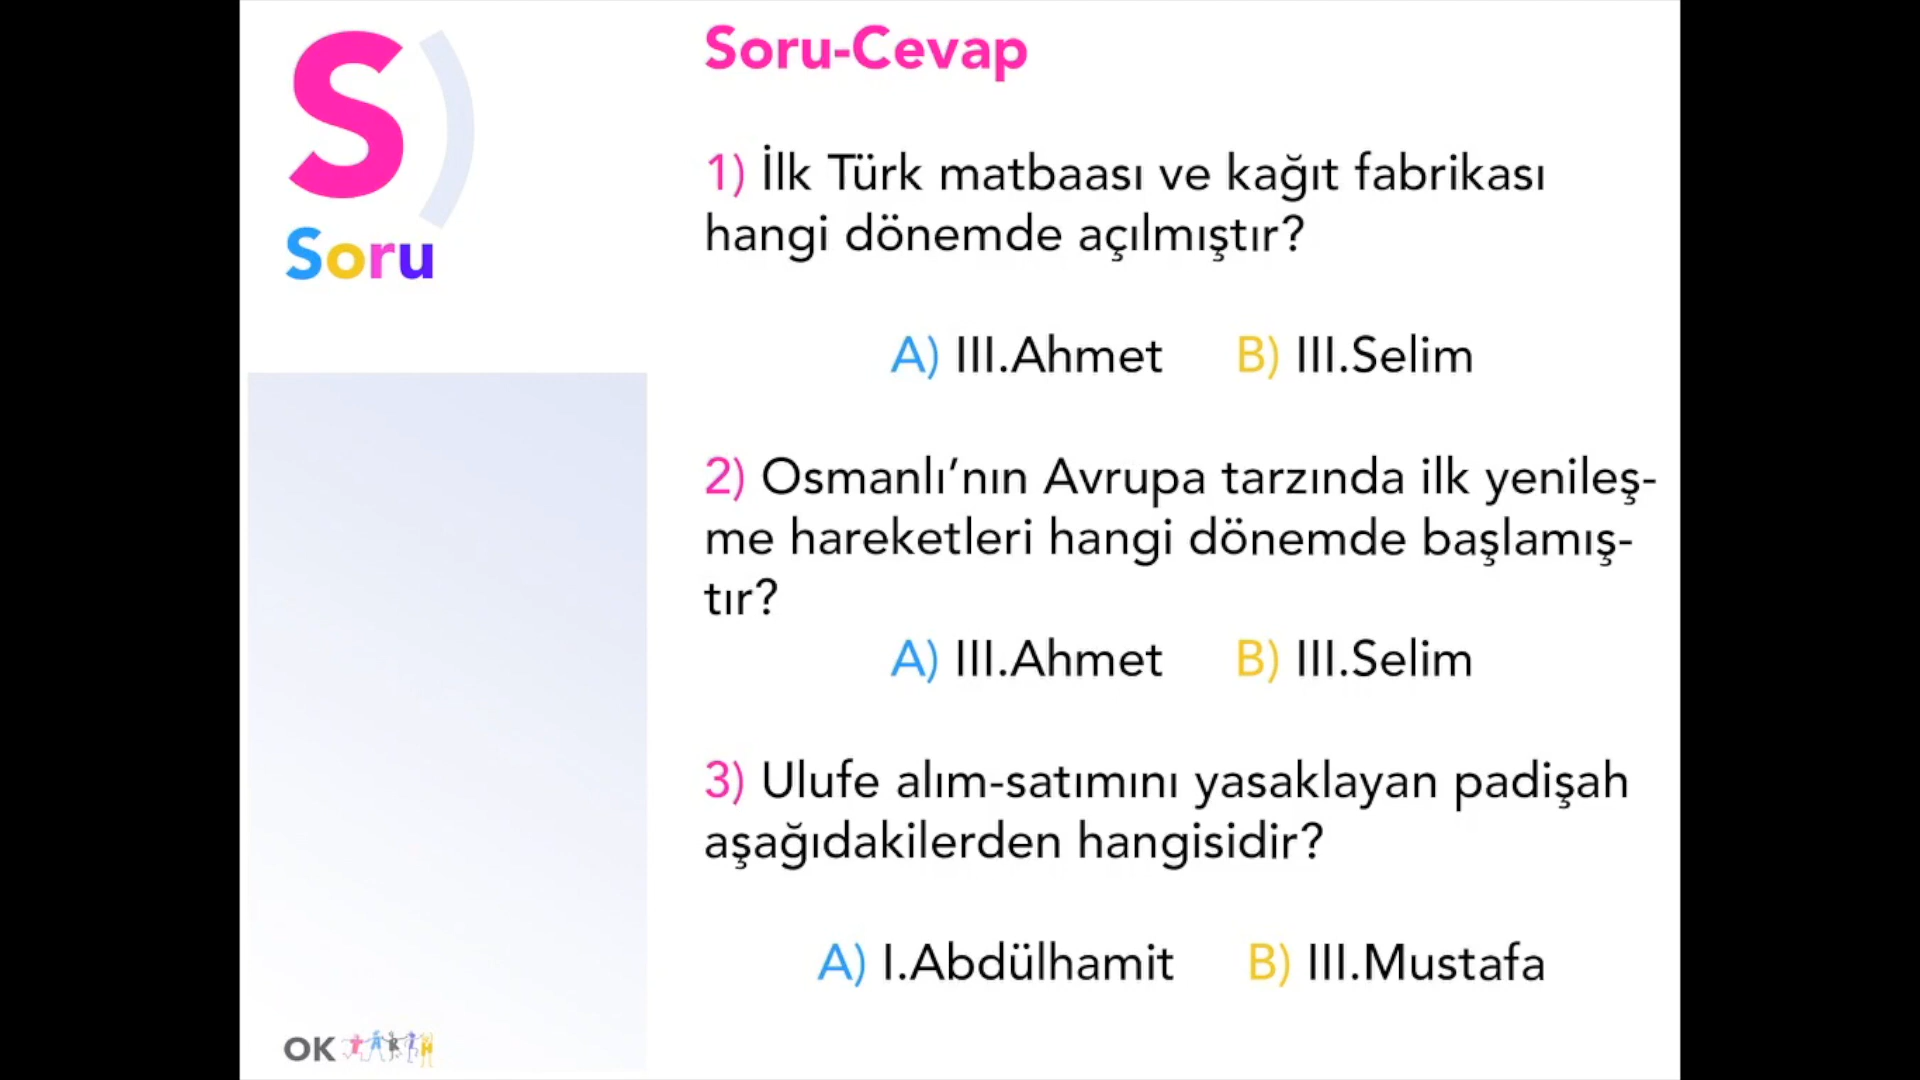 S)
Soru
Soru-Cevap
1) İlk Türk matbaası ve kağıt fabrikası
hangi dönemde açılmıştır?
A) III.Ahmet B) III.Selim
2) Osmanlı’nın Avrupa tarzında ilk yenileş-
me hareketleri hangi dönemde başlamış-
tır?
A) III.Ahmet B) III.Selim
3) Ulufe alım-satımını yasaklayan padişah
aşağıdakilerden hangisidir?
A) I.Abdülhamit B) III.Mustafa
OK TARİH